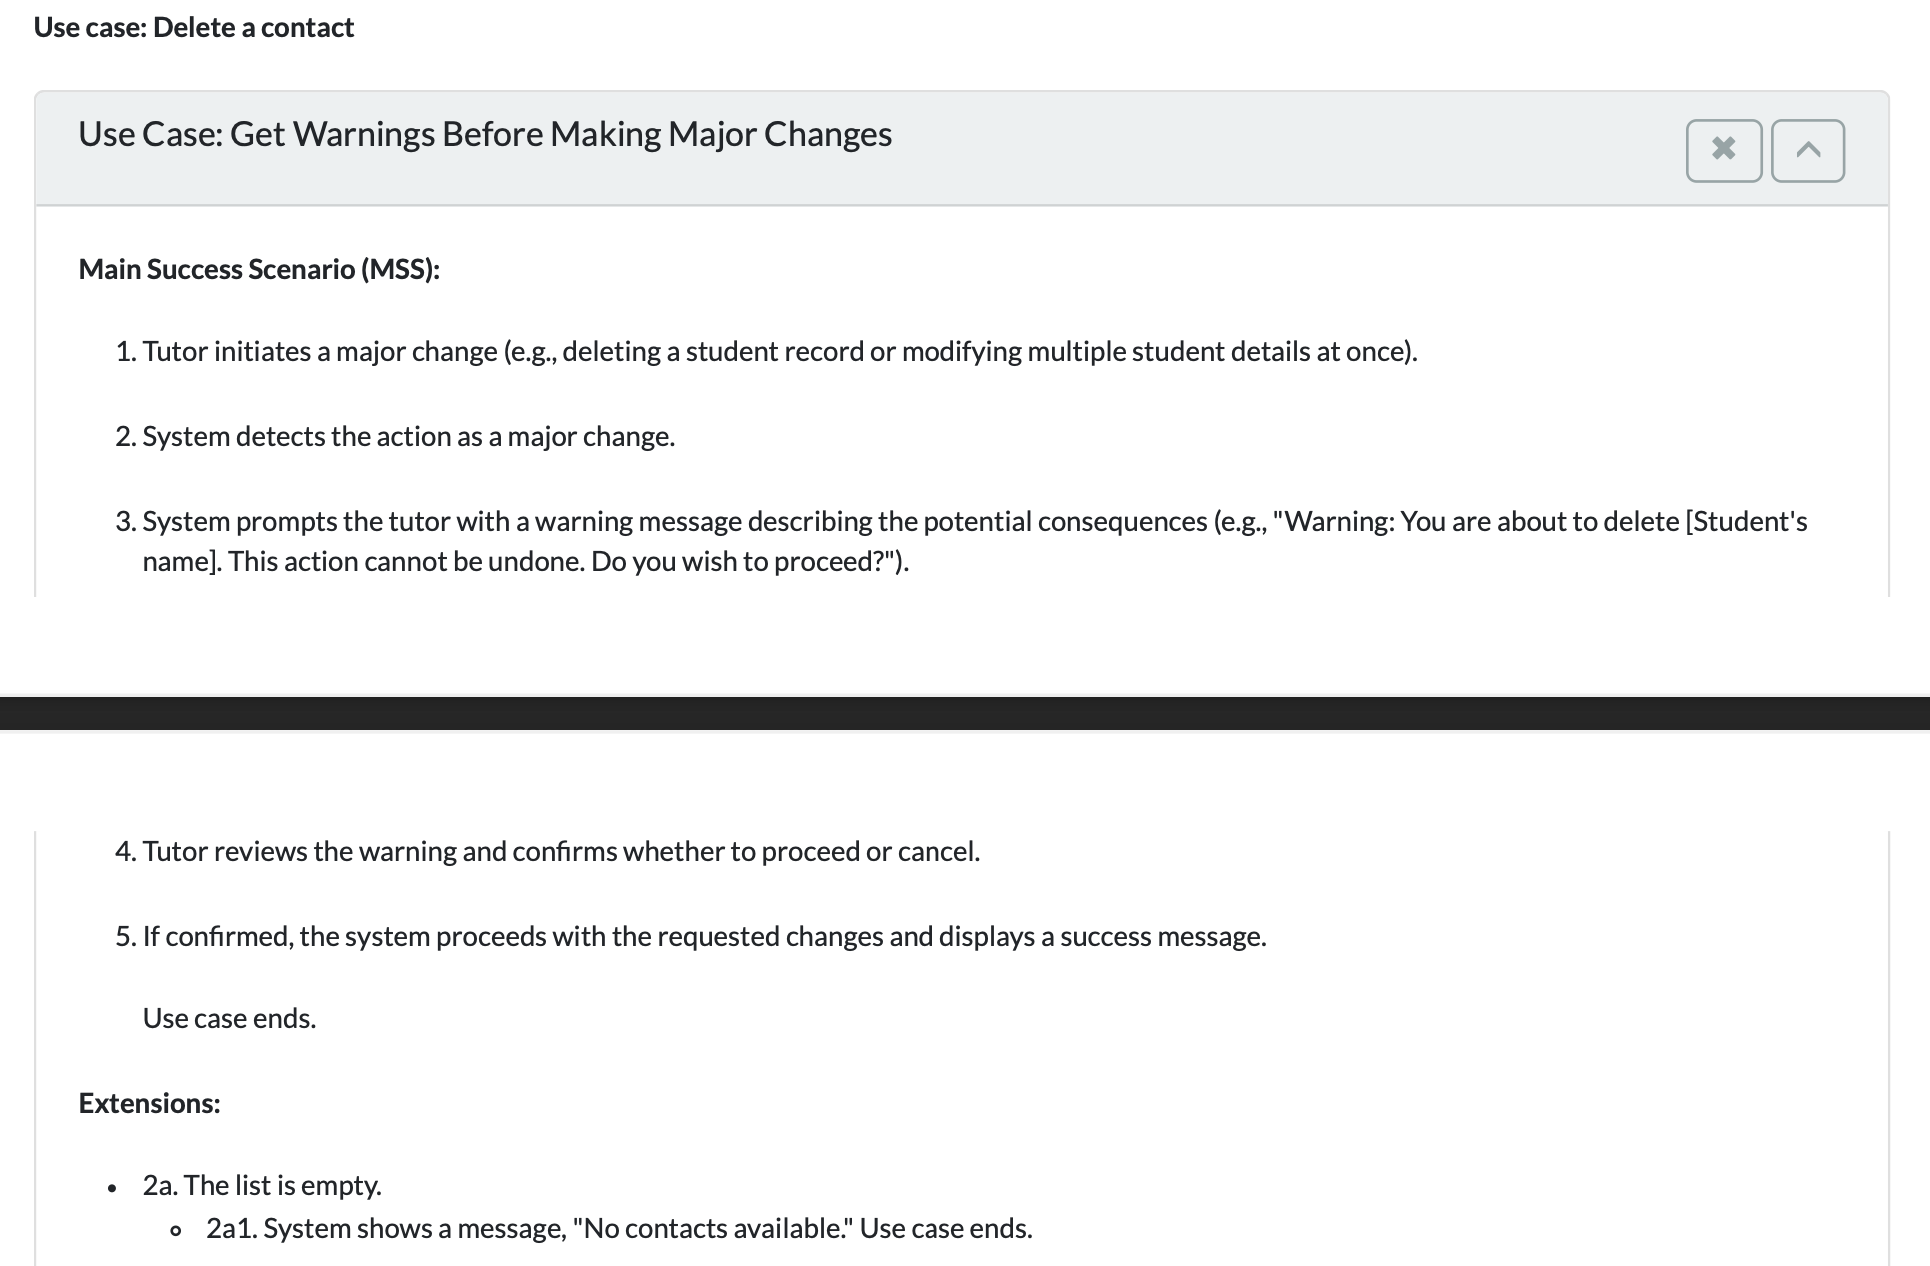 Use case: Delete a contact
Use Case: Get Warnings Before Making Major Changes
Main Success Scenario (MSS):
1. Tutor initiates a major change (e.g., deleting a student record or modifying multiple student details at once).
2. System detects the action as a major change.
3. System prompts the tutor with a warning message describing the potential consequences (e.g., "Warning: You are about to delete [Student's
name]. This action cannot be undone. Do you wish to proceed?").
4. Tutor reviews the warning and confirms whether to proceed or cancel.
5. If confirmed, the system proceeds with the requested changes and displays a success message.
Use case ends.
Extensions:
• 2a. The list is empty.
◦ 2a1. System shows a message, "No contacts available." Use case ends.